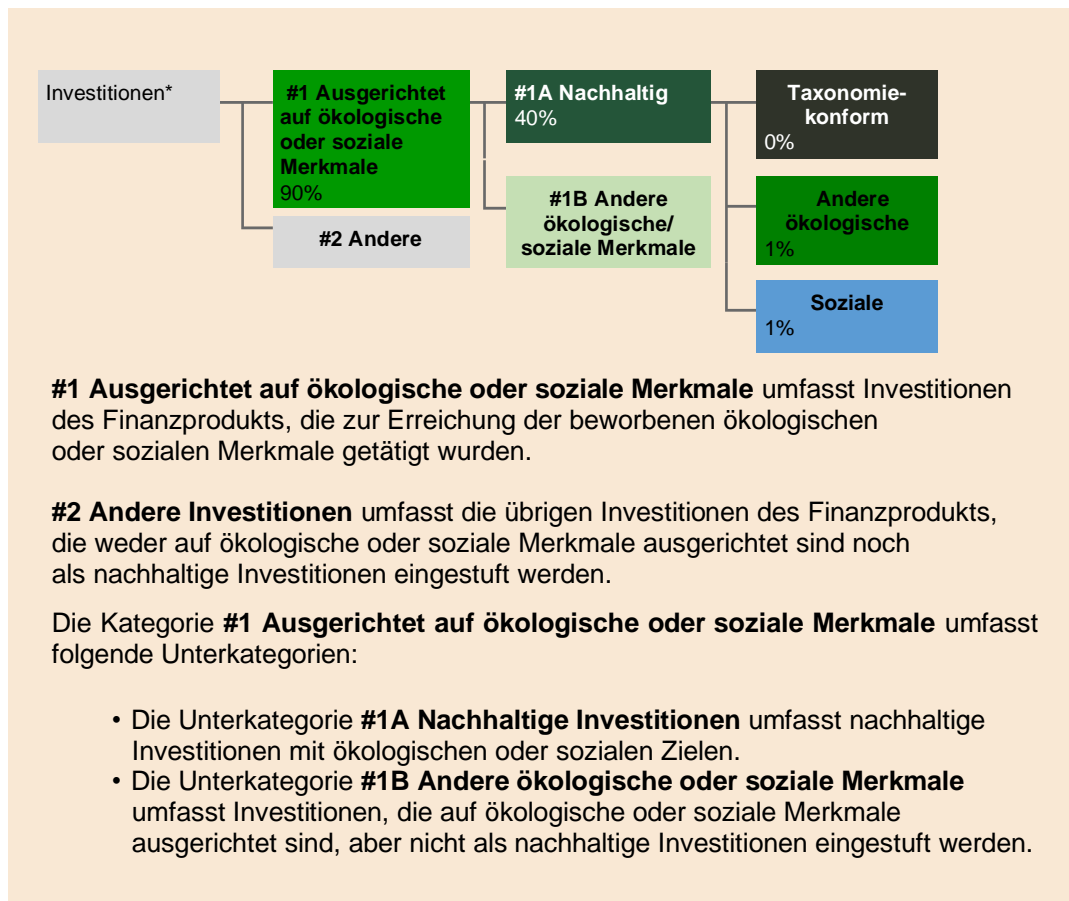 Investitionen*
#1 Ausgerichtet
auf ökologische
oder soziale
Merkmale
90%
#2 Andere
#1A Nachhaltig
40%
#1B Andere
ökologische/
soziale Merkmale
Taxonomie-
konform
0%
Andere
ökologische
1%
Soziale
1%
#1 Ausgerichtet auf ökologische oder soziale Merkmale umfasst Investitionen
des Finanzprodukts, die zur Erreichung der beworbenen ökologischen
oder sozialen Merkmale getätigt wurden.
#2 Andere Investitionen umfasst die übrigen Investitionen des Finanzprodukts,
die weder auf ökologische oder soziale Merkmale ausgerichtet sind noch
als nachhaltige Investitionen eingestuft werden.
Die Kategorie #1 Ausgerichtet auf ökologische oder soziale Merkmale umfasst
folgende Unterkategorien:
• Die Unterkategorie #1A Nachhaltige Investitionen umfasst nachhaltige
Investitionen mit ökologischen oder sozialen Zielen.
• Die Unterkategorie #1B Andere ökologische oder soziale Merkmale
umfasst Investitionen, die auf ökologische oder soziale Merkmale
ausgerichtet sind, aber nicht als nachhaltige Investitionen eingestuft werden.